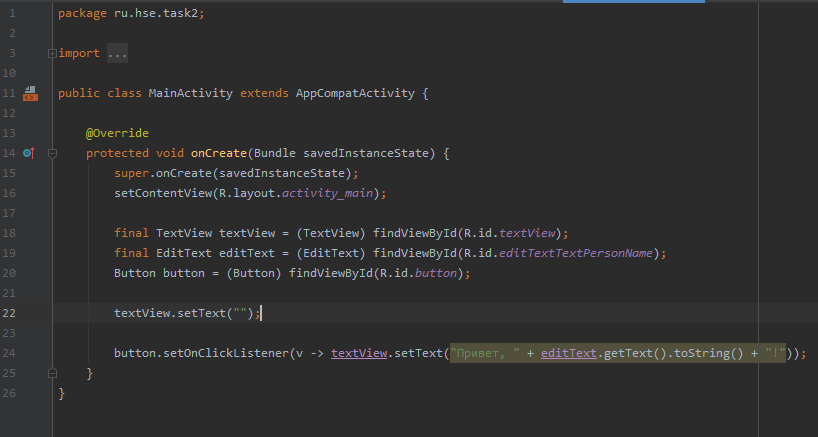 1 package ru.hse.task2;
2
3 import ...
10
11 public class MainActivity extends AppCompatActivity {
12
13 @Override
14 protected void onCreate(Bundle savedInstanceState) {
15 super.onCreate(savedInstanceState);
16 setContentView(R.layout.activity_main);
17
18 final TextView textView = (TextView) findViewById(R.id.textView);
19 final EditText editText = (EditText) findViewById(R.id.editTextTextPersonName);
20 Button button = (Button) findViewById(R.id.button);
21
22 textView.setText("");
23
24 button.setOnClickListener(v -> textView.setText("Привет, " + editText.getText().toString() + "!"));
25 }
26 }